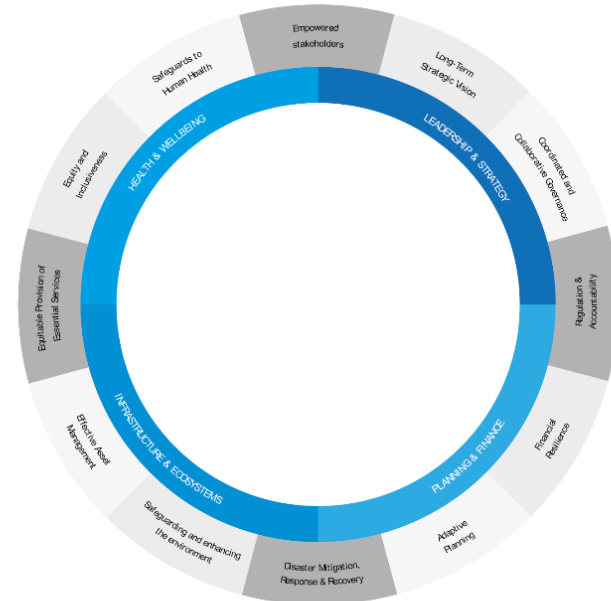 Empowered
stakeholders
Long-Term
Strategic Vision
Coordinated and
Collaborative Governance
Regulation &
Accountability
Financial
Resilience
Adaptive
Planning
Disaster Mitigation,
Response & Recovery
Safeguarding and enhancing
the environment
Effective Asset
Management
Equitable Provision of
Essential Services
Equity and
Inclusiveness
Safeguards to
Human Health
HEALTH & WELLBEING
LEADERSHIP & STRATEGY
PLANNING & FINANCE
INFRASTRUCTURE & ECOSYSTEMS